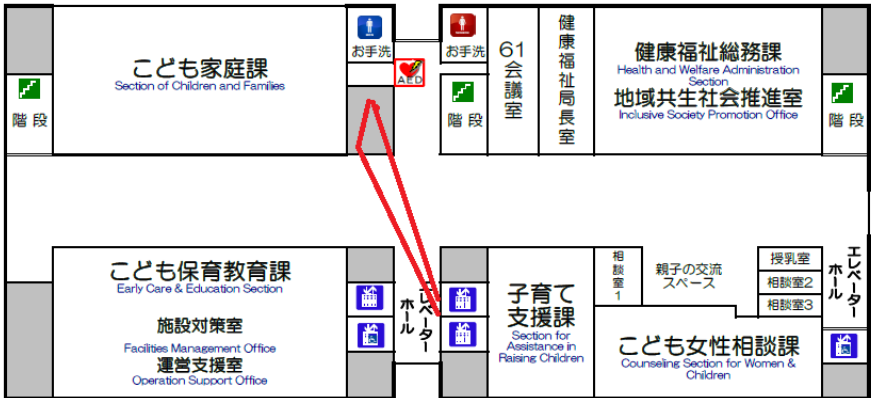 お手洗
お手洗
こども家庭課
Section of Children and Families
AED
階段
階段
61会議室
健康福祉局長室
健康福祉総務課
Health and Welfare Administration
Section
地域共生社会推進室
Inclusive Society Promotion Office
階段
こども保育教育課
Early Care & Education Section
施設対策室
Facilities Management Office
運営支援室
Operation Support Office
エレベーター
ホール
子育て
支援課
Section for
Assistance in
Raising Children
相談室1
親子の交流
スペース
授乳室
相談室2
相談室3
こども女性相談課
Counseling Section for Women &
Children
エレベーター
ホール